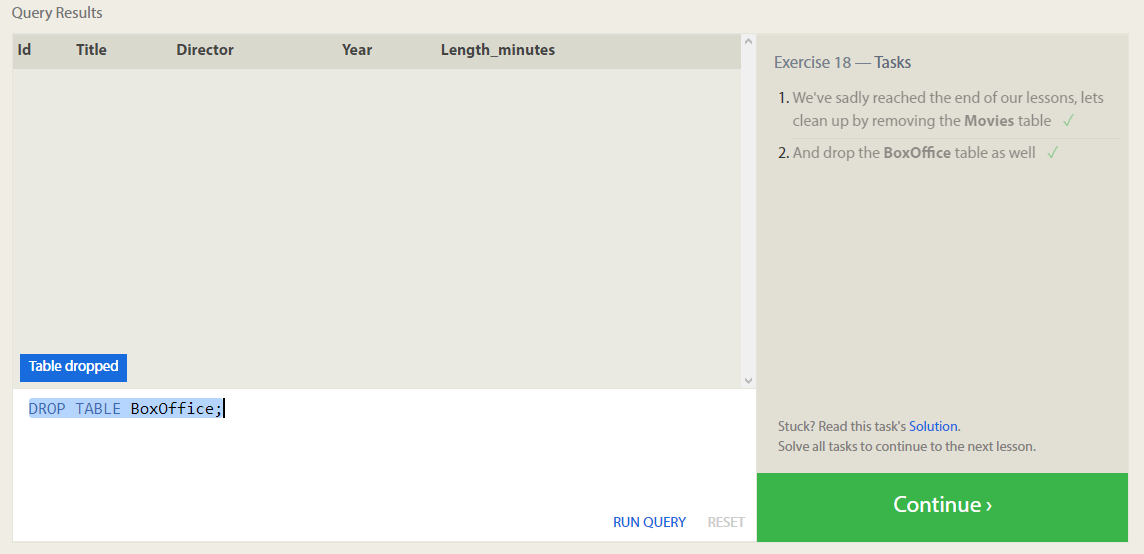 Query Results
Id Title Director Year Length_minutes
Table dropped
DROP TABLE BoxOffice;
RUN QUERY RESET
Exercise 18 — Tasks
1. We've sadly reached the end of our lessons, lets
clean up by removing the Movies table ✓
2. And drop the BoxOffice table as well ✓
Stuck? Read this task's Solution.
Solve all tasks to continue to the next lesson.
Continue ›